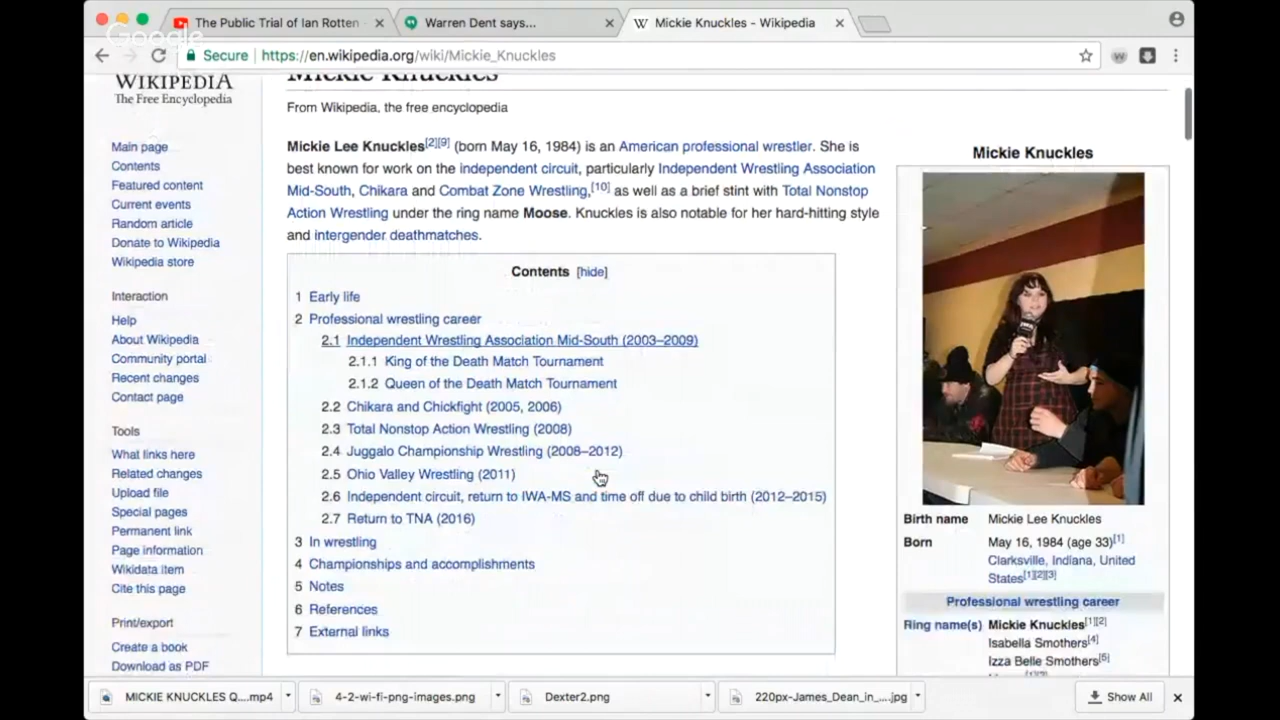 The Public Trial of Ian Rotten
Warren Dent says...
Mickie Knuckles - Wikipedia
Google
Secure
https://en.wikipedia.org/wiki/Mickie_Knuckles
WIKIPEDIA
The Free Encyclopedia
Main page
Contents
Featured content
Current events
Random article
Donate to Wikipedia
Wikipedia store
Interaction
Help
About Wikipedia
Community portal
Recent changes
Contact page
Tools
What links here
Related changes
Upload file
Special pages
Permanent link
Page information
Wikidata item
Cite this page
Print/export
Create a book
Download as PDF
Mickie Knuckles
From Wikipedia, the free encyclopedia
Mickie Lee Knuckles[2][9] (born May 16, 1984) is an American professional wrestler. She is
best known for work on the independent circuit, particularly Independent Wrestling Association
Mid-South, Chikara and Combat Zone Wrestling,[10] as well as a brief stint with Total Nonstop
Action Wrestling under the ring name Moose. Knuckles is also notable for her hard-hitting style
and intergender deathmatches.
Contents [hide]
1 Early life
2 Professional wrestling career
2.1 Independent Wrestling Association Mid-South (2003–2009)
2.1.1 King of the Death Match Tournament
2.1.2 Queen of the Death Match Tournament
2.2 Chikara and Chickfight (2005, 2006)
2.3 Total Nonstop Action Wrestling (2008)
2.4 Juggalo Championship Wrestling (2008–2012)
2.5 Ohio Valley Wrestling (2011)
2.6 Independent circuit, return to IWA-MS and time off due to child birth (2012–2015)
2.7 Return to TNA (2016)
3 In wrestling
4 Championships and accomplishments
5 Notes
6 References
7 External links
Mickie Knuckles
Birth name Mickie Lee Knuckles
Born May 16, 1984 (age 33)[1]
Clarksville, Indiana, United
States[1][2][3]
Professional wrestling career
Ring name(s) Mickie Knuckles[1][2]
Isabella Smothers[4]
Izza Belle Smothers[5]
MICKIE KNUCKLES Q....mp4
4-2-wi-fi-png-images.png
Dexter2.png
220px-James_Dean_in_....jpg
Show All